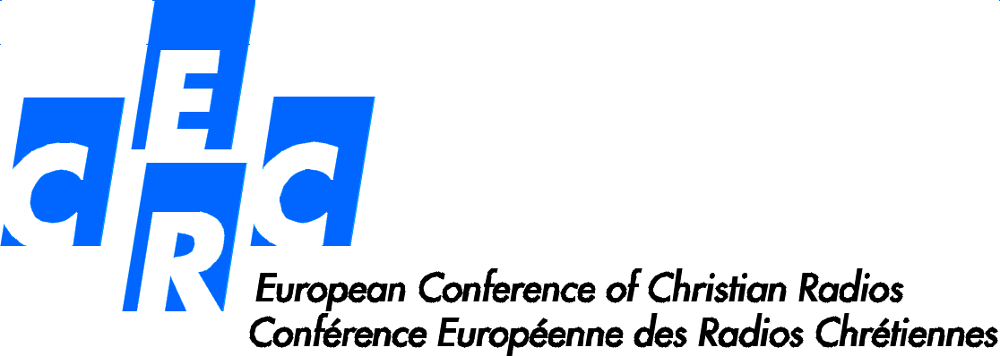 E
C R C
European Conference of Christian Radios
Conférence Européenne des Radios Chrétiennes